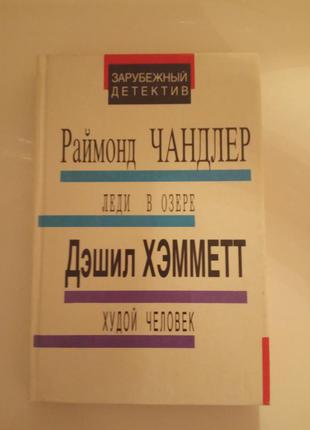 ЗАРУБЕЖНЫЙ
ДЕТЕКТИВ
Раймонд ЧАНДЛЕР
ЛЕДИ В ОЗЕРЕ
Дэшил ХЭММЕТТ
ХУДОЙ ЧЕЛОВЕК